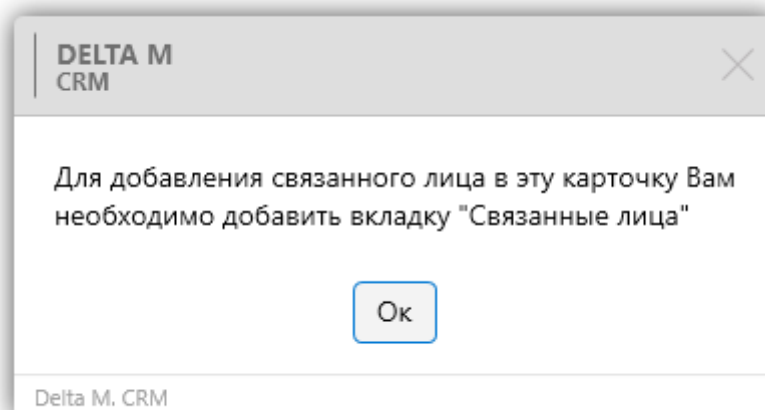 DELTA M
CRM
Для добавления связанного лица в эту карточку Вам
необходимо добавить вкладку "Связанные лица"
Ок
Delta M. CRM